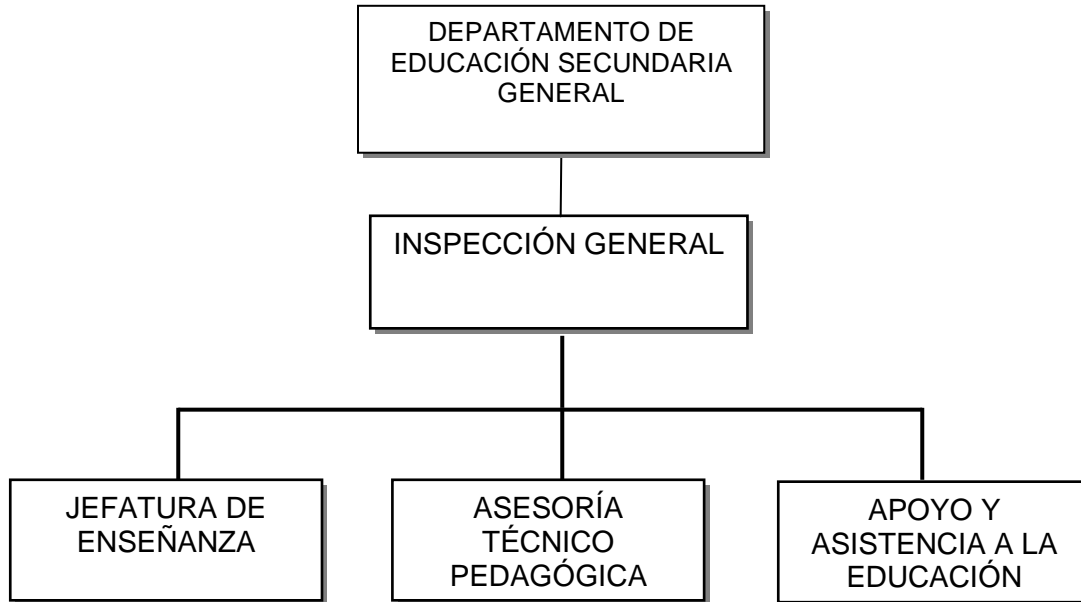 DEPARTAMENTO DE
EDUCACIÓN SECUNDARIA
GENERAL
INSPECCIÓN GENERAL
JEFATURA DE
ENSEÑANZA
ASESORÍA
TÉCNICO
PEDAGÓGICA
APOYO Y
ASISTENCIA A LA
EDUCACIÓN